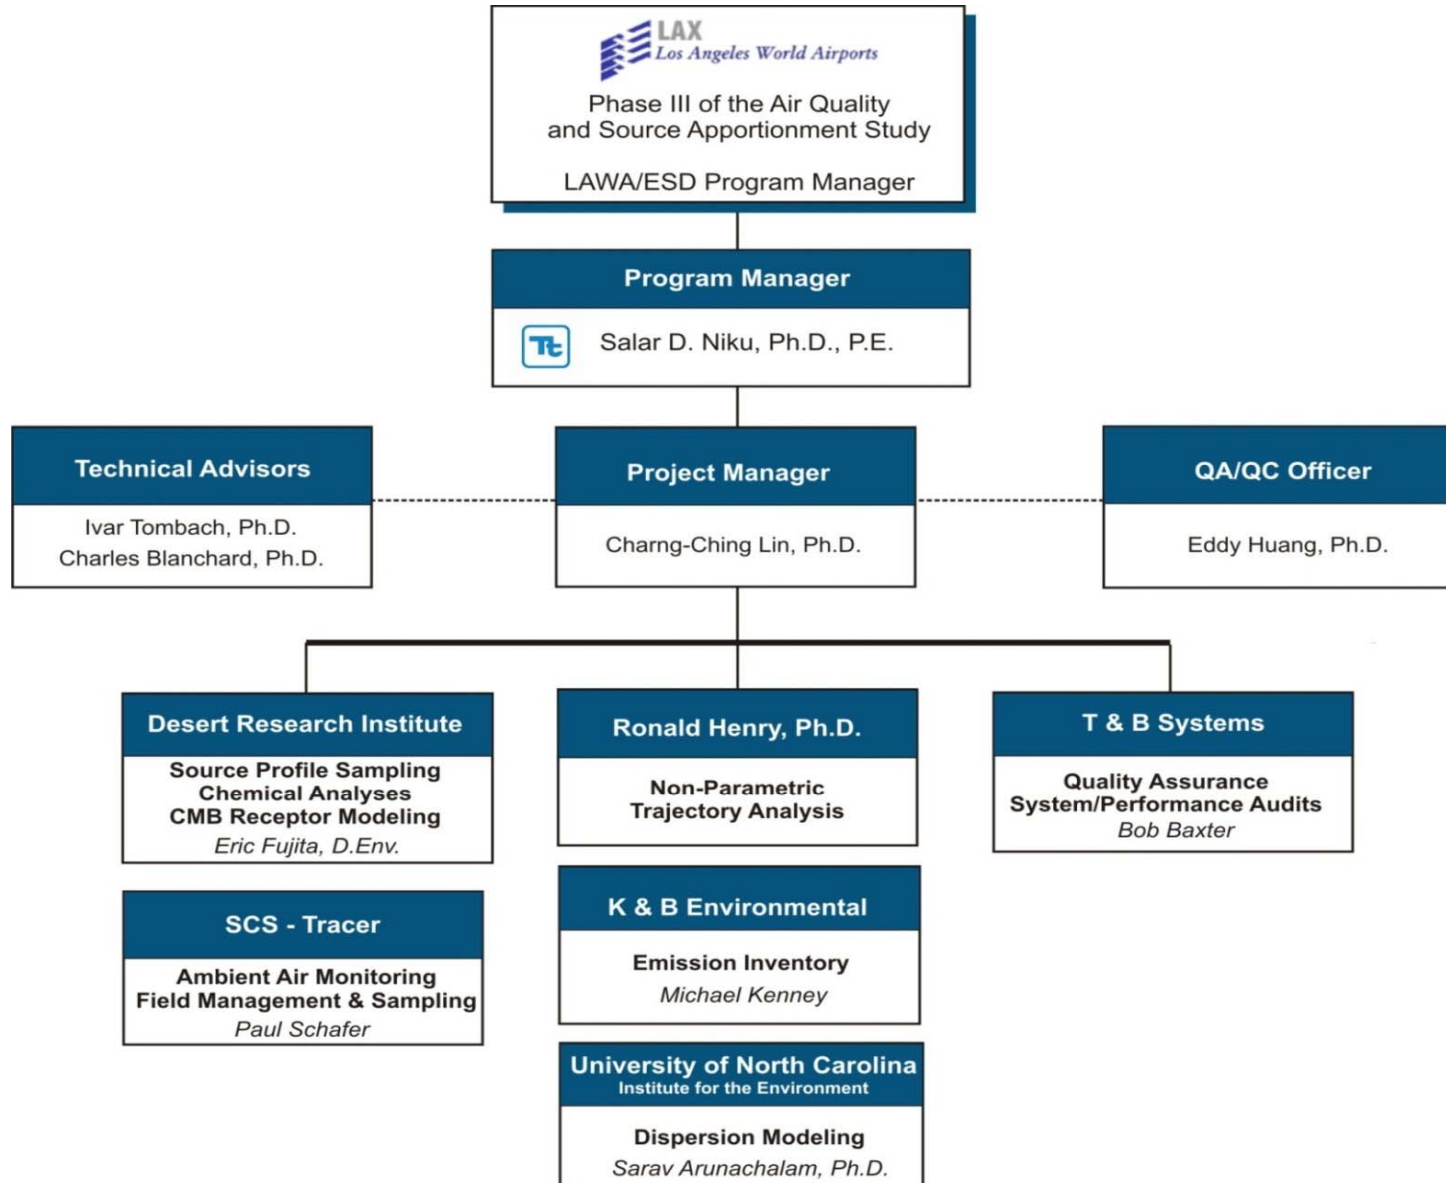 LAX
Los Angeles World Airports
Phase III of the Air Quality
and Source Apportionment Study
LAWA/ESD Program Manager
Program Manager
Tt
Salar D. Niku, Ph.D., P.E.
Technical Advisors
Ivar Tombach, Ph.D.
Charles Blanchard, Ph.D.
Project Manager
Charng-Ching Lin, Ph.D.
QA/QC Officer
Eddy Huang, Ph.D.
Desert Research Institute
Source Profile Sampling
Chemical Analyses
CMB Receptor Modeling
Eric Fujita, D.Env.
SCS - Tracer
Ambient Air Monitoring
Field Management & Sampling
Paul Schafer
Ronald Henry, Ph.D.
Non-Parametric
Trajectory Analysis
K & B Environmental
Emission Inventory
Michael Kenney
University of North Carolina
Institute for the Environment
Dispersion Modeling
Sarav Arunachalam, Ph.D.
T & B Systems
Quality Assurance
System/Performance Audits
Bob Baxter